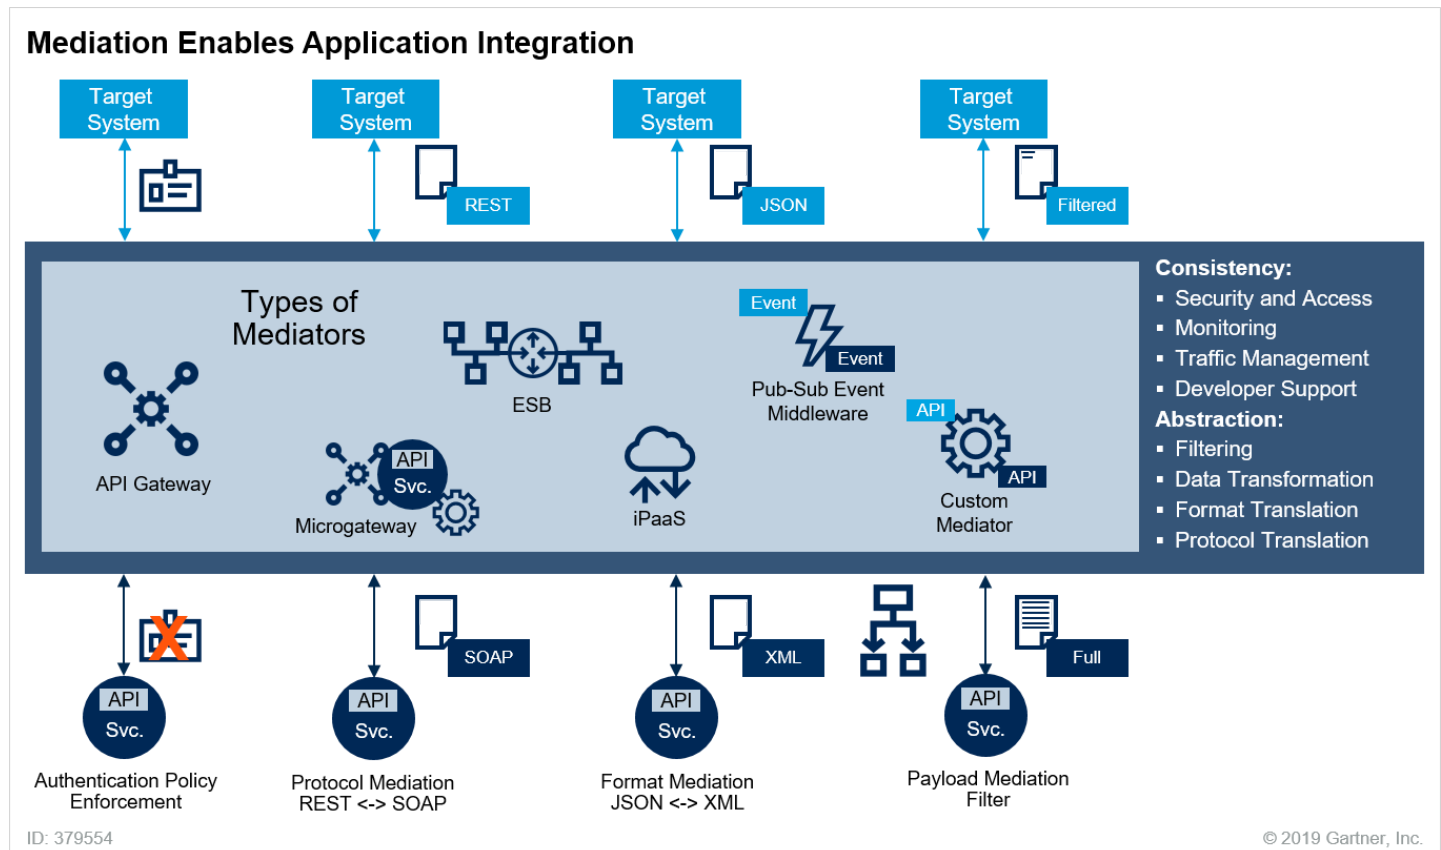 Mediation Enables Application Integration
Target
System
Target
System
Target
System
Target
System
REST
JSON
Filtered
Types of
Mediators
API Gateway
ESB
API
Svc.
Microgateway
iPaaS
Event
Event
Pub-Sub Event
Middleware
API
API
Custom
Mediator
Consistency:
▪ Security and Access
▪ Monitoring
▪ Traffic Management
▪ Developer Support
Abstraction:
▪ Filtering
▪ Data Transformation
▪ Format Translation
▪ Protocol Translation
X
SOAP
XML
Full
API
Svc.
API
Svc.
API
Svc.
API
Svc.
Authentication Policy
Enforcement
Protocol Mediation
REST <-> SOAP
Format Mediation
JSON <-> XML
Payload Mediation
Filter
ID: 379554
© 2019 Gartner, Inc.